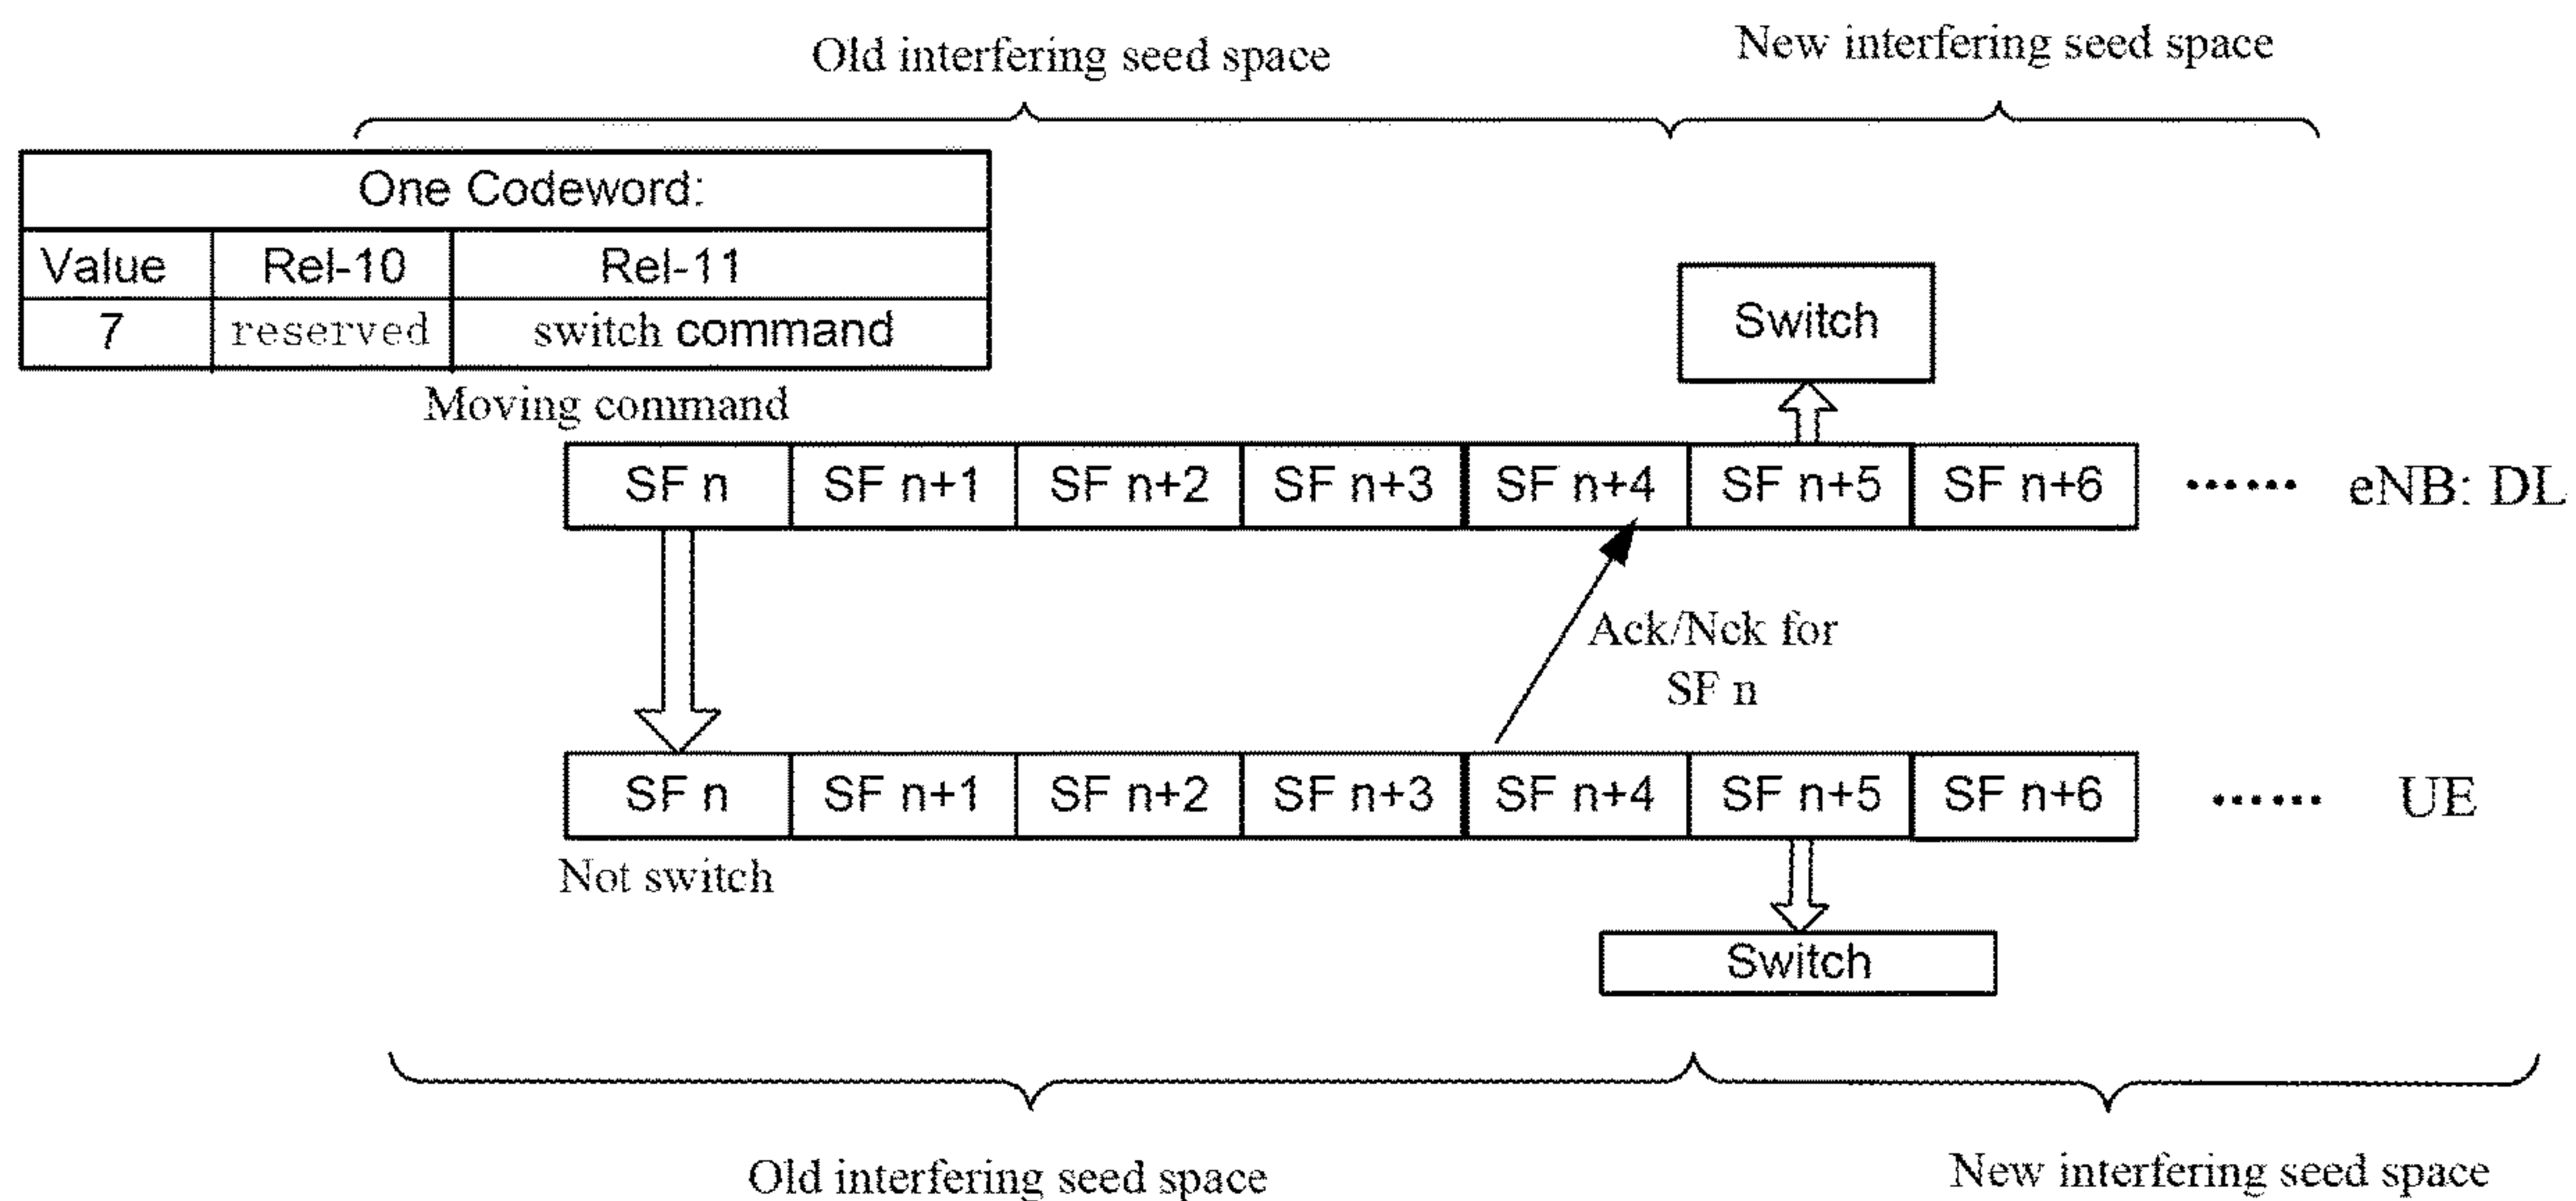 Old interfering seed space
New interfering seed space
One Codeword:
Value Rel-10 Rel-11
7 reserved switch command
Moving command
Switch
SF n SF n+1 SF n+2 SF n+3 SF n+4 SF n+5 SF n+6 ...... eNB: DL
Ack/Nck for
SF n
SF n SF n+1 SF n+2 SF n+3 SF n+4 SF n+5 SF n+6 ...... UE
Not switch
Switch
Old interfering seed space
New interfering seed space